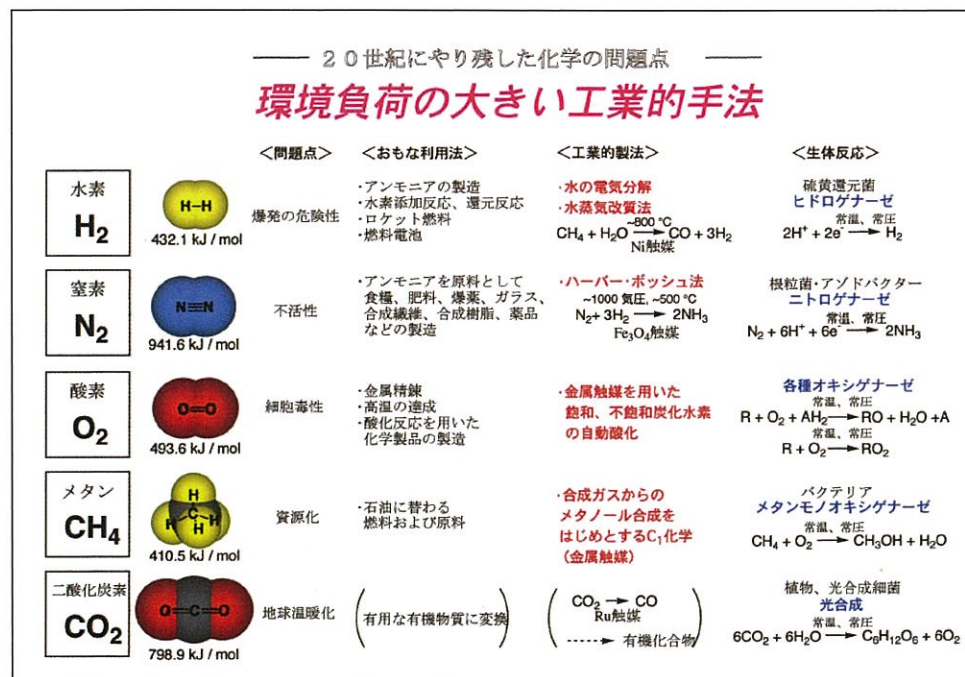 20世紀にやり残した化学の問題点
環境負荷の大きい工業的手法
<問題点> <おもな利用法> <工業的製法> <生体反応>
水素
H₂
H-H
432.1 kJ / mol
爆発の危険性
・アンモニアの製造
・水素添加反応、還元反応
・ロケット燃料
・燃料電池
・水の電気分解
・水蒸気改質法
~800 °C
CH₄ + H₂O → CO + 3H₂
Ni触媒
硫黄還元菌
ヒドロゲナーゼ
常温、常圧
2H⁺ + 2e⁻ → H₂
窒素
N₂
N≡N
941.6 kJ / mol
不活性
・アンモニアを原料として
食糧、肥料、爆薬、ガラス、
合成繊維、合成樹脂、薬品
などの製造
・ハーバー・ボッシュ法
~1000 気圧, ~500 °C
N₂ + 3H₂ → 2NH₃
Fe₃O₄触媒
根粒菌・アゾドバクター
ニトロゲナーゼ
常温、常圧
N₂ + 6H⁺ + 6e⁻ → 2NH₃
酸素
O₂
O=O
493.6 kJ / mol
細胞毒性
・金属精錬
・高温の達成
・酸化反応を用いた
化学製品の製造
・金属触媒を用いた
飽和、不飽和炭化水素
の自動酸化
各種オキシゲナーゼ
常温、常圧
R + O₂ + AH₂ → RO + H₂O +A
常温、常圧
R + O₂ → RO₂
メタン
CH₄
H
C
H H
H
410.5 kJ / mol
資源化
・石油に替わる
燃料および原料
・合成ガスからの
メタノール合成を
はじめとするC₁化学
(金属触媒)
バクテリア
メタンモノオキシゲナーゼ
常温、常圧
CH₄ + O₂ → CH₃OH + H₂O
二酸化炭素
CO₂
O=C=O
798.9 kJ / mol
地球温暖化
(有用な有機物質に変換)
CO₂ → CO
Ru触媒
┈┈→ 有機化合物
植物、光合成細菌
光合成
常温、常圧
6CO₂ + 6H₂O → C₆H₁₂O₆ + 6O₂